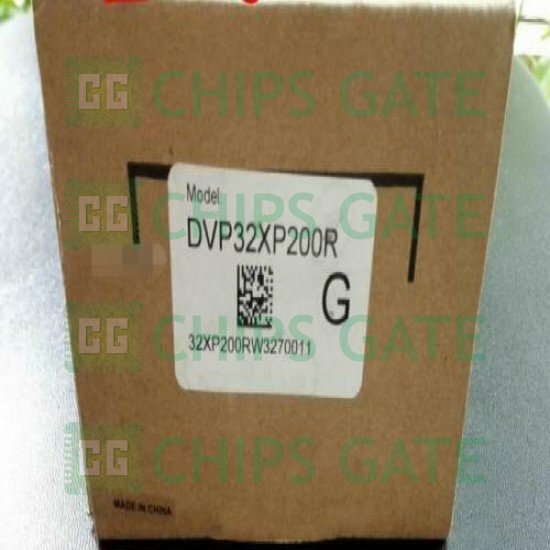 CG CHIPS GATE
Model
DVP32XP200R
CG CHIPS GATE
G
32XP200RW3270011
CG CHIPS GATE
CG CHIPS GATE
MADE IN CHINA